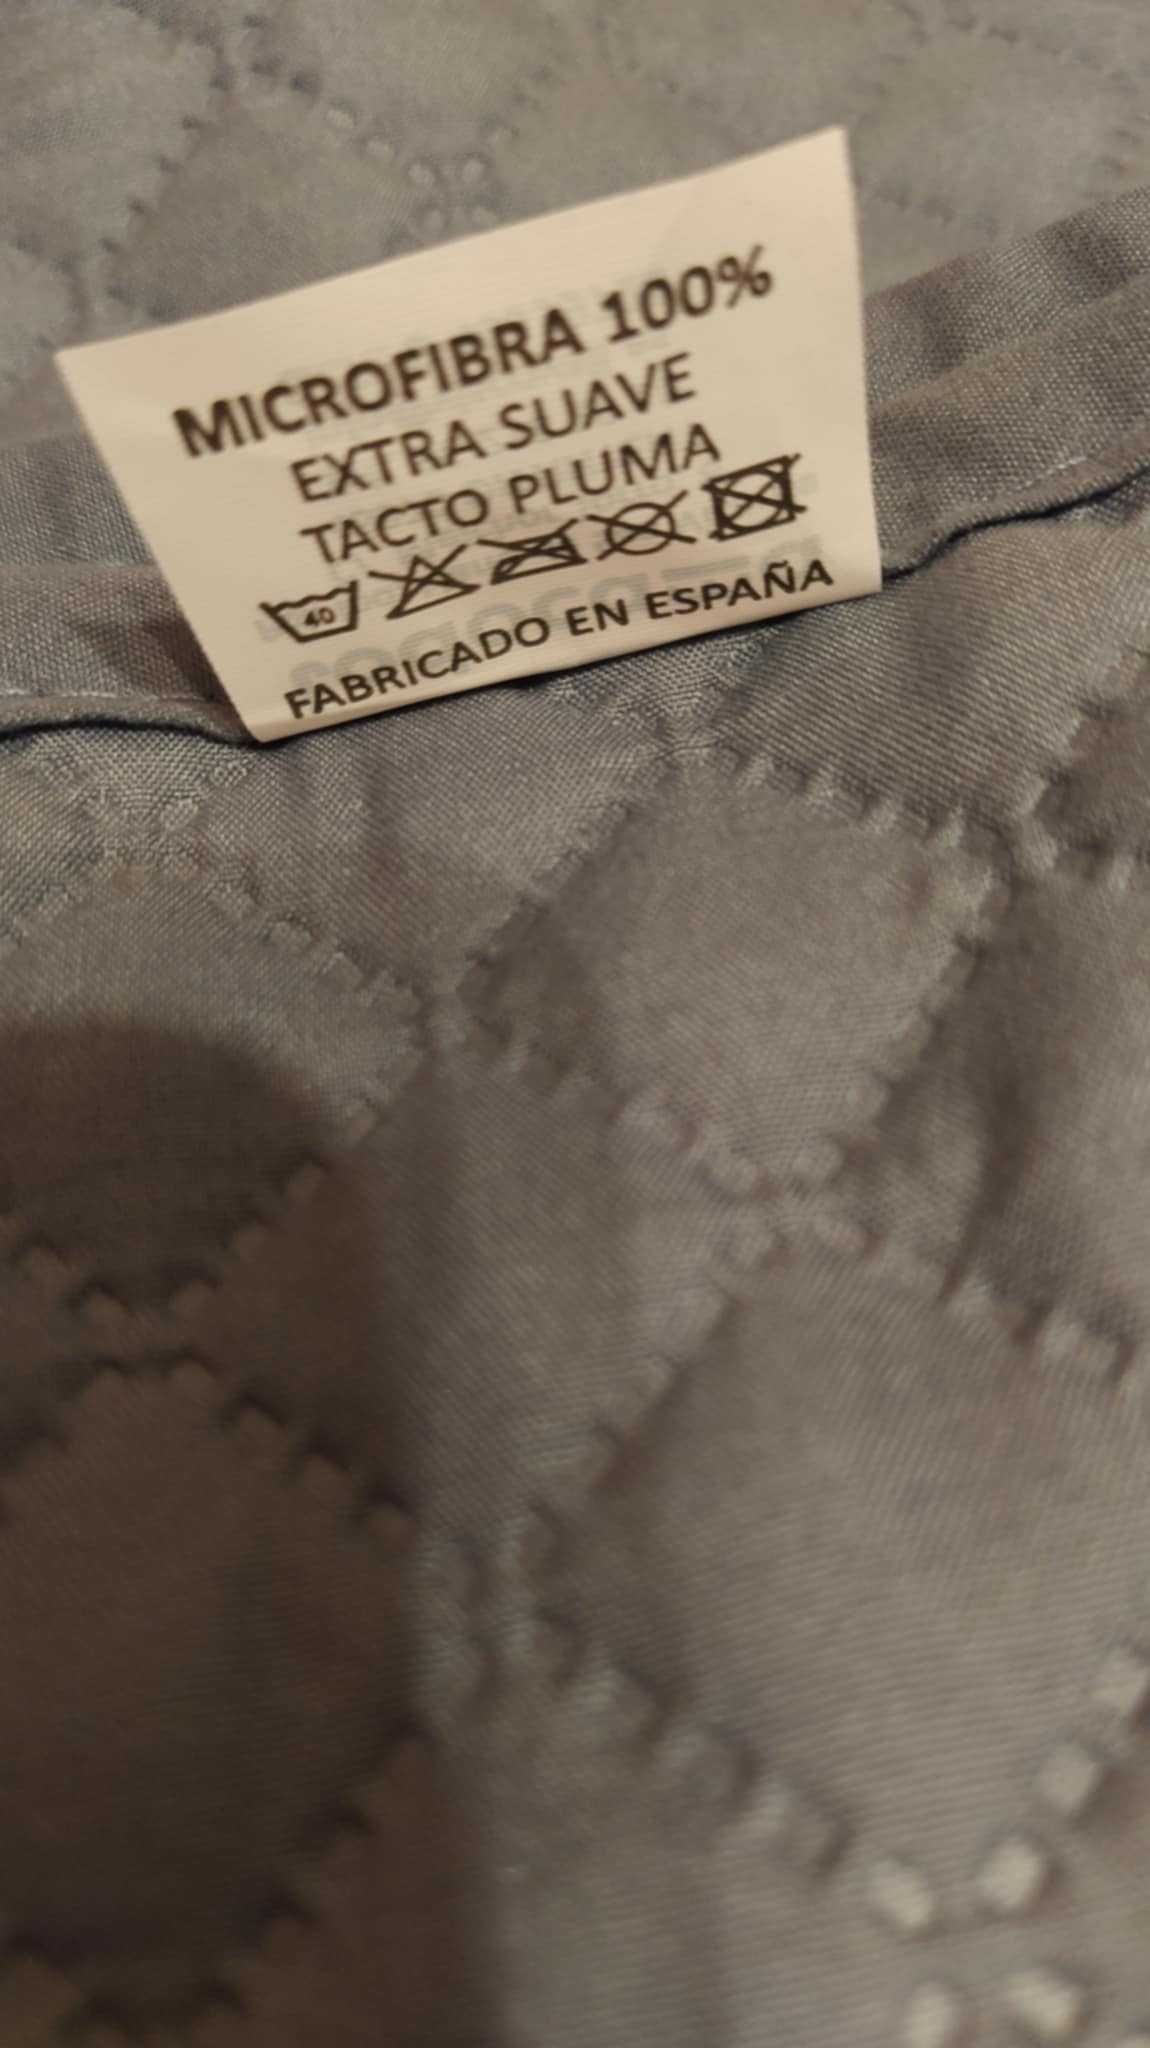 MICROFIBRA 100%
EXTRA SUAVE
TACTO PLUMA
40
FABRICADO EN ESPAÑA